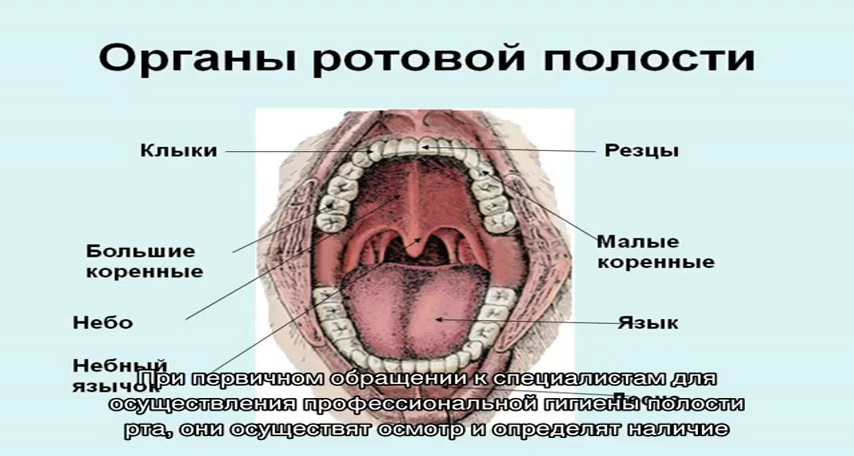 Органы ротовой полости
Клыки
Резцы
Большие
коренные
Малые
коренные
Небо
Язык
Небный
язычок
При первичном обращении к специалистам для
осуществления профессиональной гигиены полости
рта, они осуществят осмотр и определят наличие